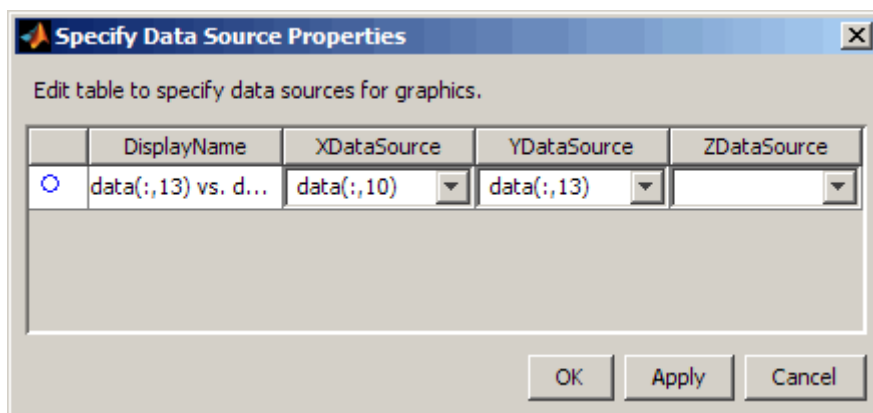 Specify Data Source Properties
Edit table to specify data sources for graphics.
DisplayName XDataSource YDataSource ZDataSource
data(:,13) vs. d... data(:,10) data(:,13)
OK Apply Cancel